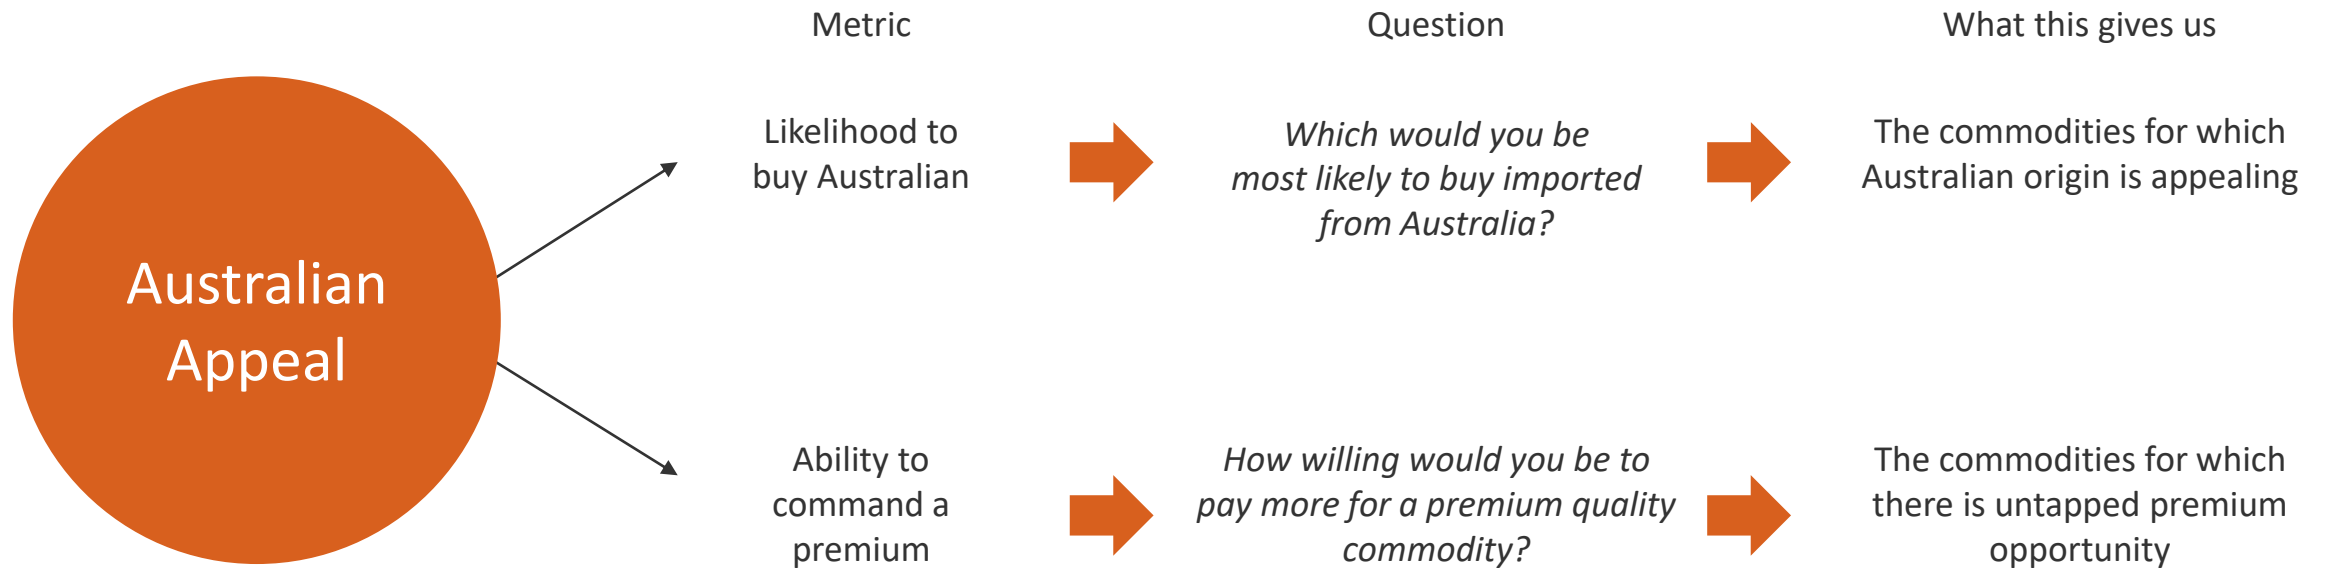 Metric
Question
What this gives us
Australian
Appeal
Likelihood to
buy Australian
Which would you be
most likely to buy imported
from Australia?
The commodities for which
Australian origin is appealing
Ability to
command a
premium
How willing would you be to
pay more for a premium quality
commodity?
The commodities for which
there is untapped premium
opportunity